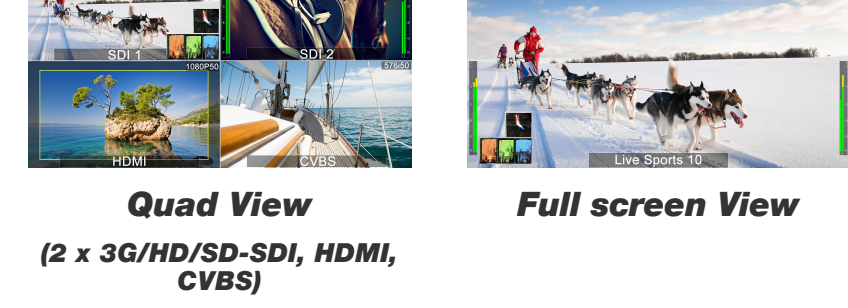 SDI 1
SDI 2
1080P50
576i50
HDMI
CVBS
Live Sports 10
Quad View
Full screen View
(2 x 3G/HD/SD-SDI, HDMI,
CVBS)